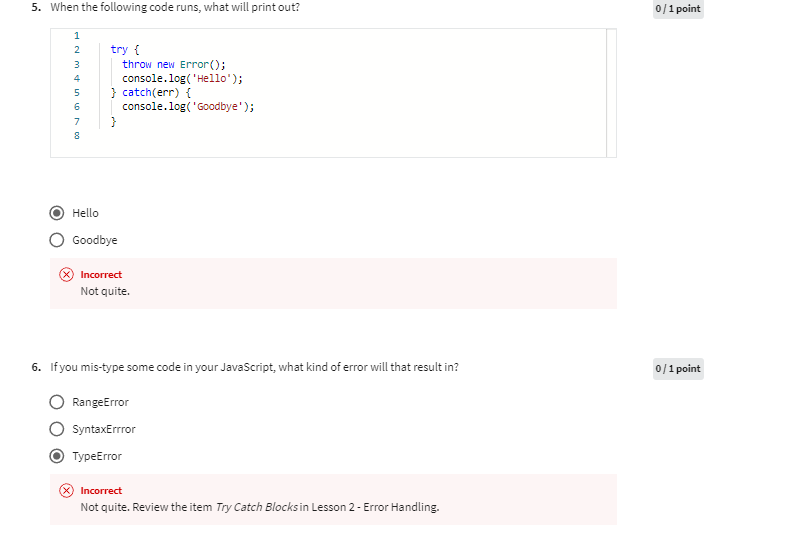 5. When the following code runs, what will print out?
0 / 1 point
1
2 try {
3 throw new Error();
4 console.log('Hello');
5 } catch(err) {
6 console.log('Goodbye');
7 }
8
Hello
Goodbye
Incorrect
Not quite.
6. If you mis-type some code in your JavaScript, what kind of error will that result in?
0 / 1 point
RangeError
SyntaxErrror
TypeError
Incorrect
Not quite. Review the item Try Catch Blocks in Lesson 2 - Error Handling.